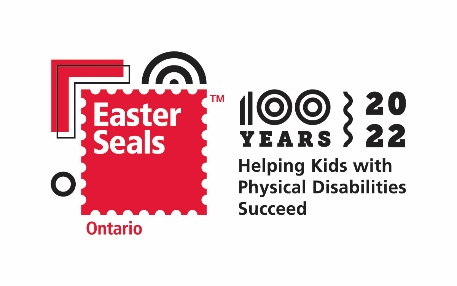 Easter
Seals
TM
Ontario
100
YEARS
20
22
Helping Kids with
Physical Disabilities
Succeed